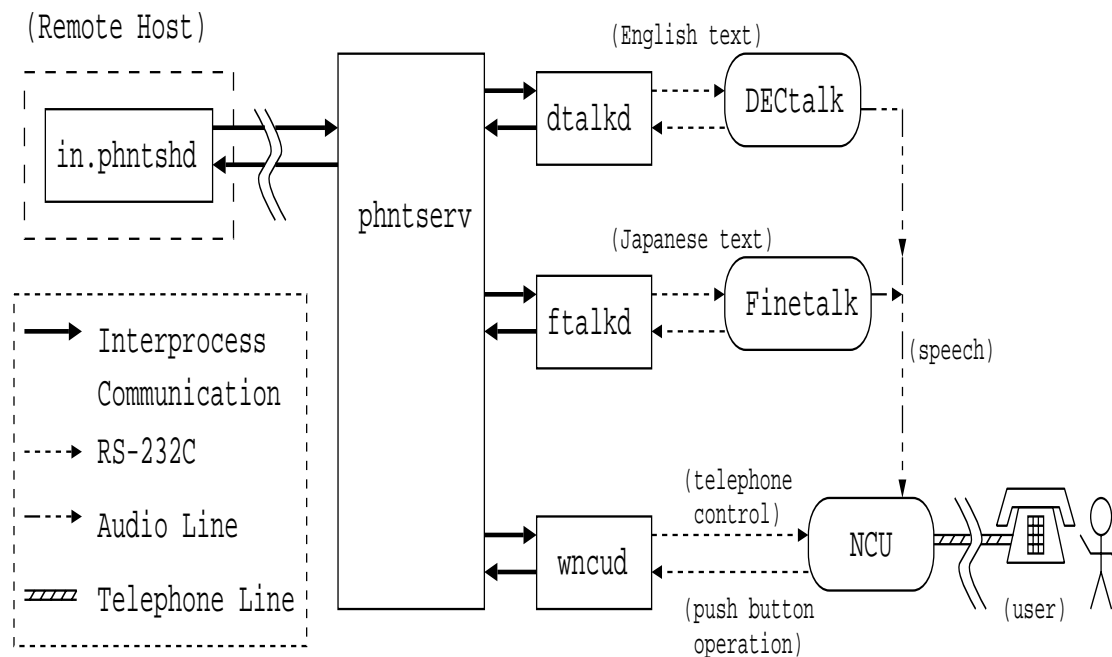 (Remote Host)
in.phntshd
phntserv
(English text)
dtalkd
DECtalk
(Japanese text)
ftalkd
Finetalk
(speech)
(telephone
control)
wncud
NCU
(push button
operation)
(user)
Interprocess
Communication
RS-232C
Audio Line
Telephone Line